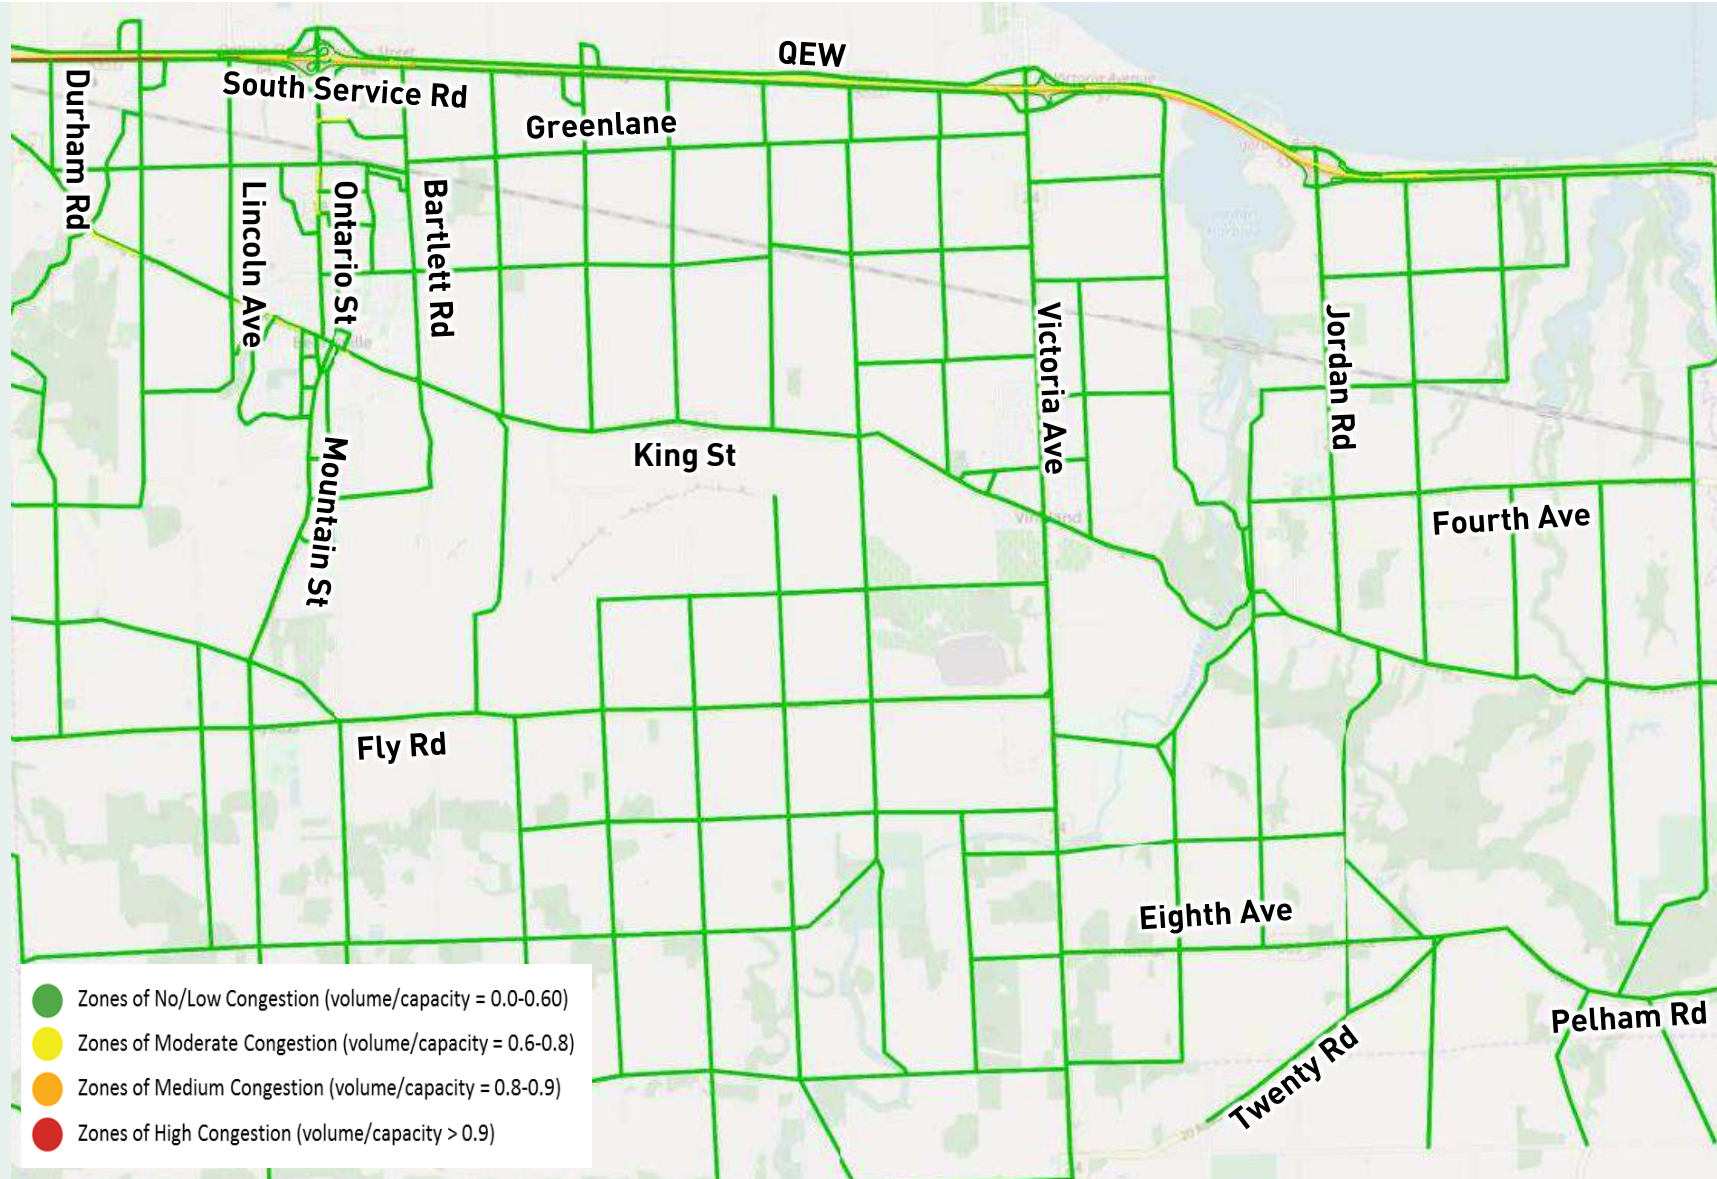 QEW
South Service Rd
Greenlane
Durham Rd
Lincoln Ave
Ontario St
Bartlett Rd
Victoria Ave
Jordan Rd
King St
Mountain St
Fourth Ave
Fly Rd
Eighth Ave
Pelham Rd
Twenty Rd
Zones of No/Low Congestion (volume/capacity = 0.0-0.60)
Zones of Moderate Congestion (volume/capacity = 0.6-0.8)
Zones of Medium Congestion (volume/capacity = 0.8-0.9)
Zones of High Congestion (volume/capacity > 0.9)